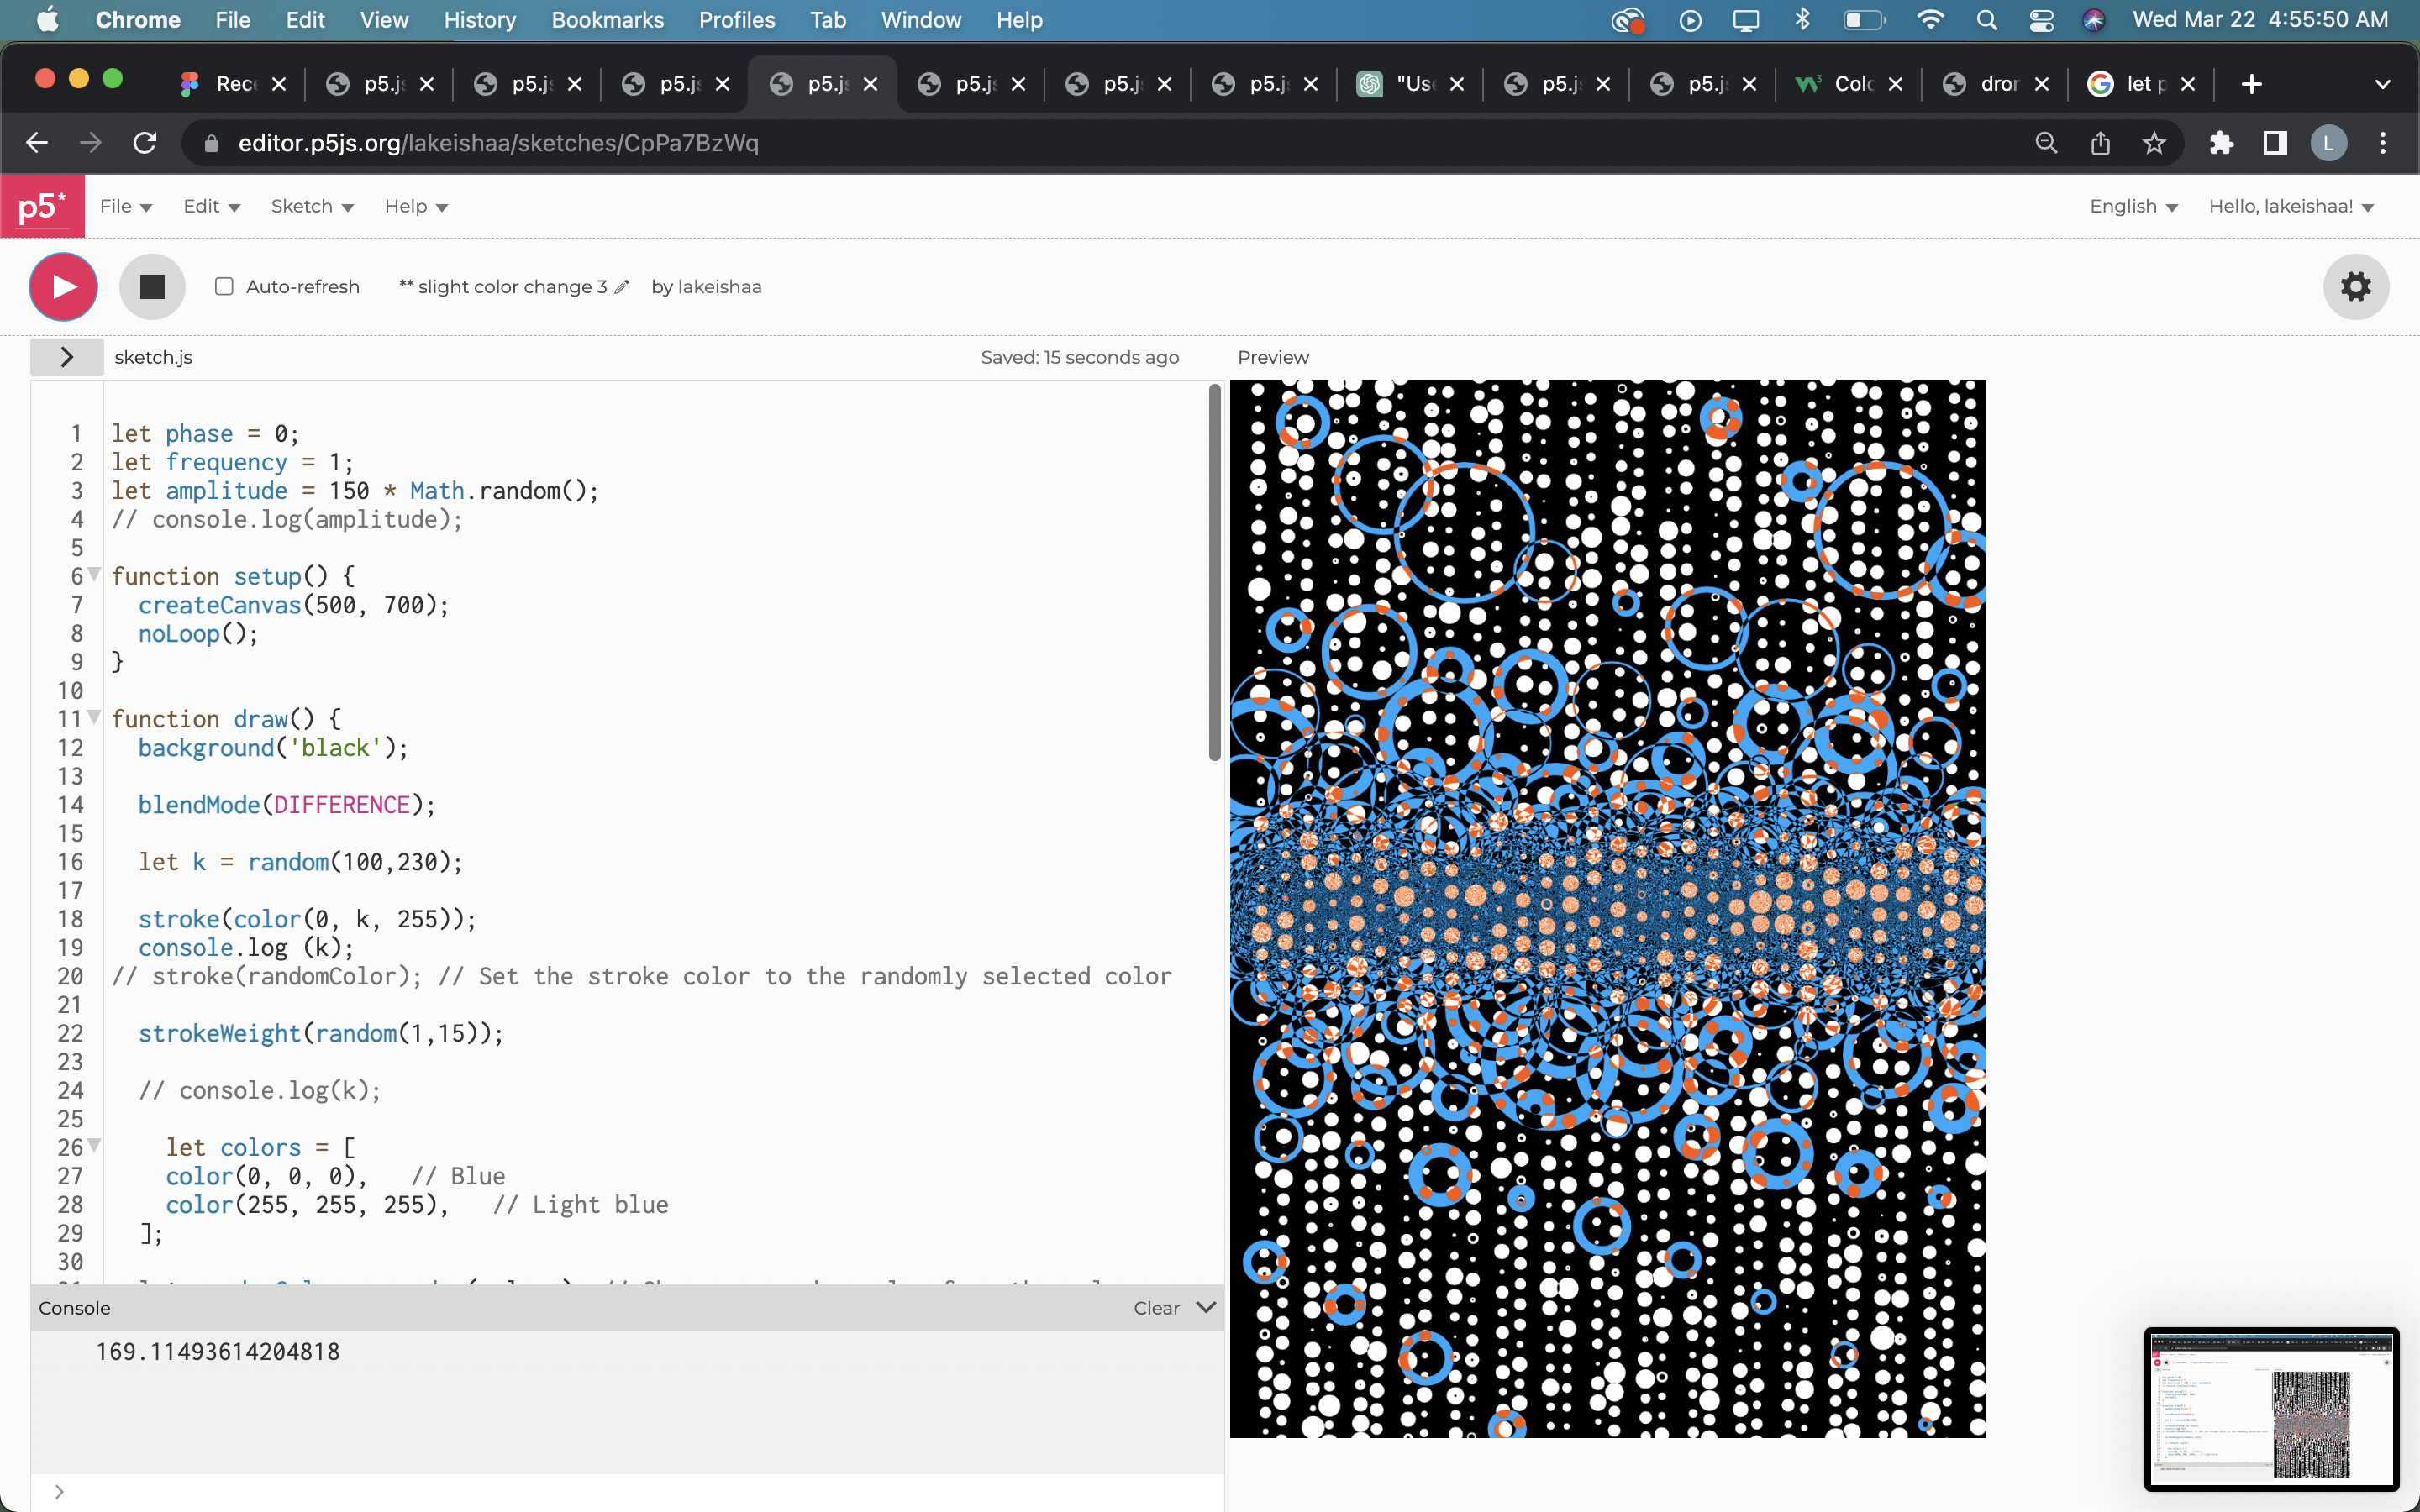 Chrome File Edit View History Bookmarks Profiles Tab Window Help Wed Mar 22 4:55:50 AM
Rece p5.js p5.js p5.js p5.js p5.js p5.js p5.js "Use p5.js p5.js Colo dron let p
editor.p5js.org/lakeishaa/sketches/CpPa7BzWq L
p5* File Edit Sketch Help English Hello, lakeishaa!
Auto-refresh ** slight color change 3 by lakeishaa
sketch.js Saved: 15 seconds ago Preview
1 let phase = 0;
2 let frequency = 1;
3 let amplitude = 150 * Math.random();
4 // console.log(amplitude);
5
6 function setup() {
7 createCanvas(500, 700);
8 noLoop();
9 }
10
11 function draw() {
12 background('black');
13
14 blendMode(DIFFERENCE);
15
16 let k = random(100,230);
17
18 stroke(color(0, k, 255));
19 console.log (k);
20 // stroke(randomColor); // Set the stroke color to the randomly selected color
21
22 strokeWeight(random(1,15));
23
24 // console.log(k);
25
26 let colors = [
27 color(0, 0, 0), // Blue
28 color(255, 255, 255), // Light blue
29 ];
30
Console Clear
169.11493614204818
>